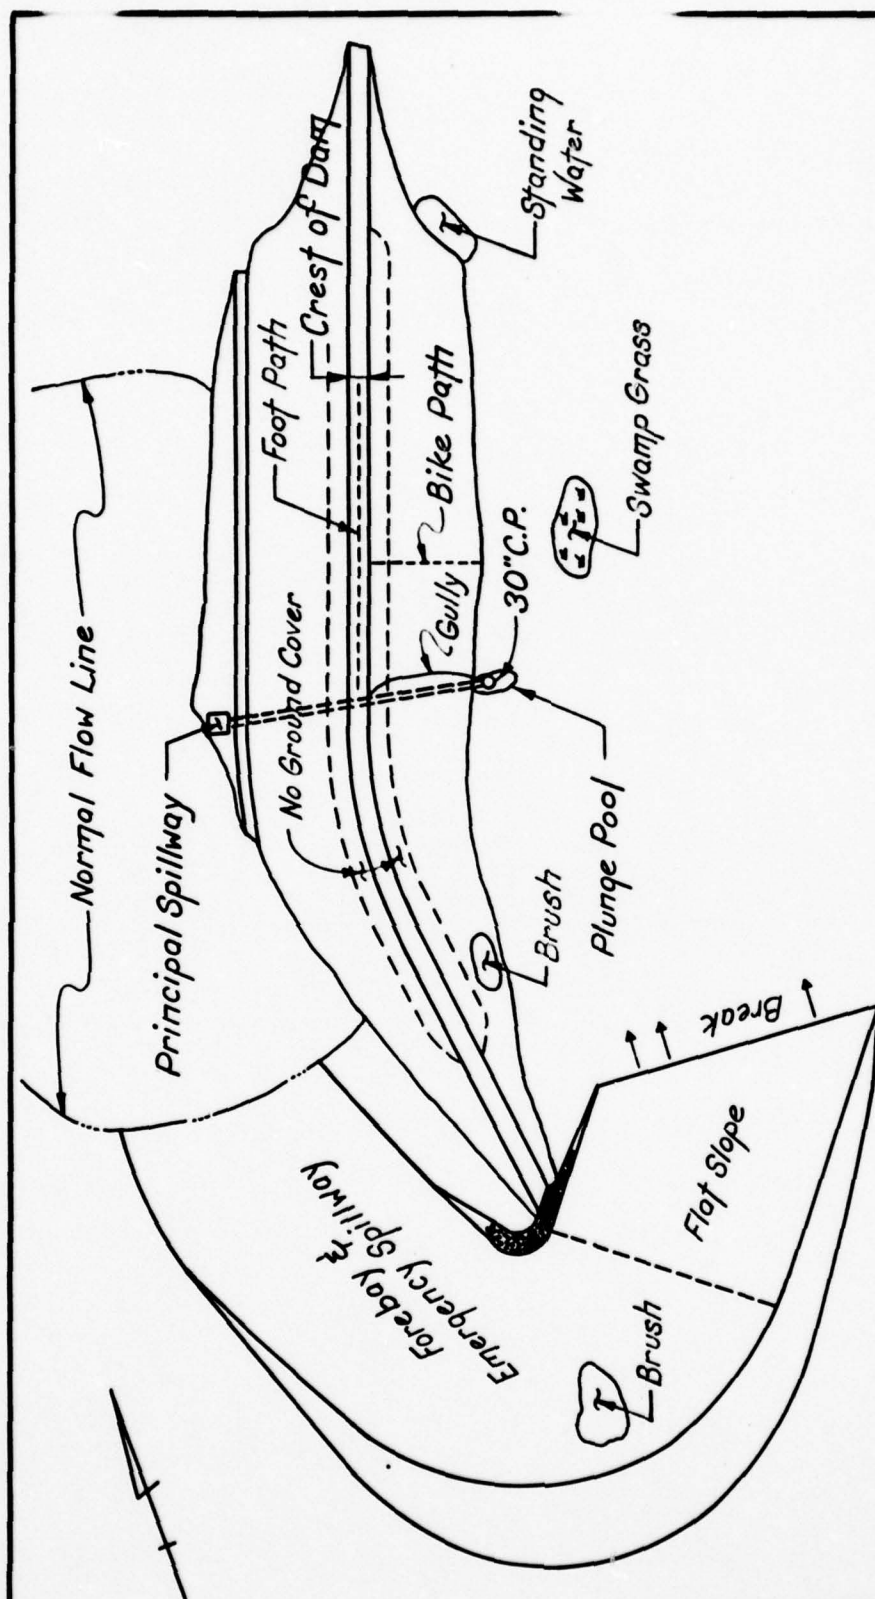 Normal Flow Line
Principal Spillway
No Ground Cover
Foot Path
Crest of Dam
Bike Path
Gully
30"C.P.
Standing
Water
Swamp Grass
Plunge Pool
Brush
Break
Flat Slope
Forebay &
Emergency Spillway
Brush